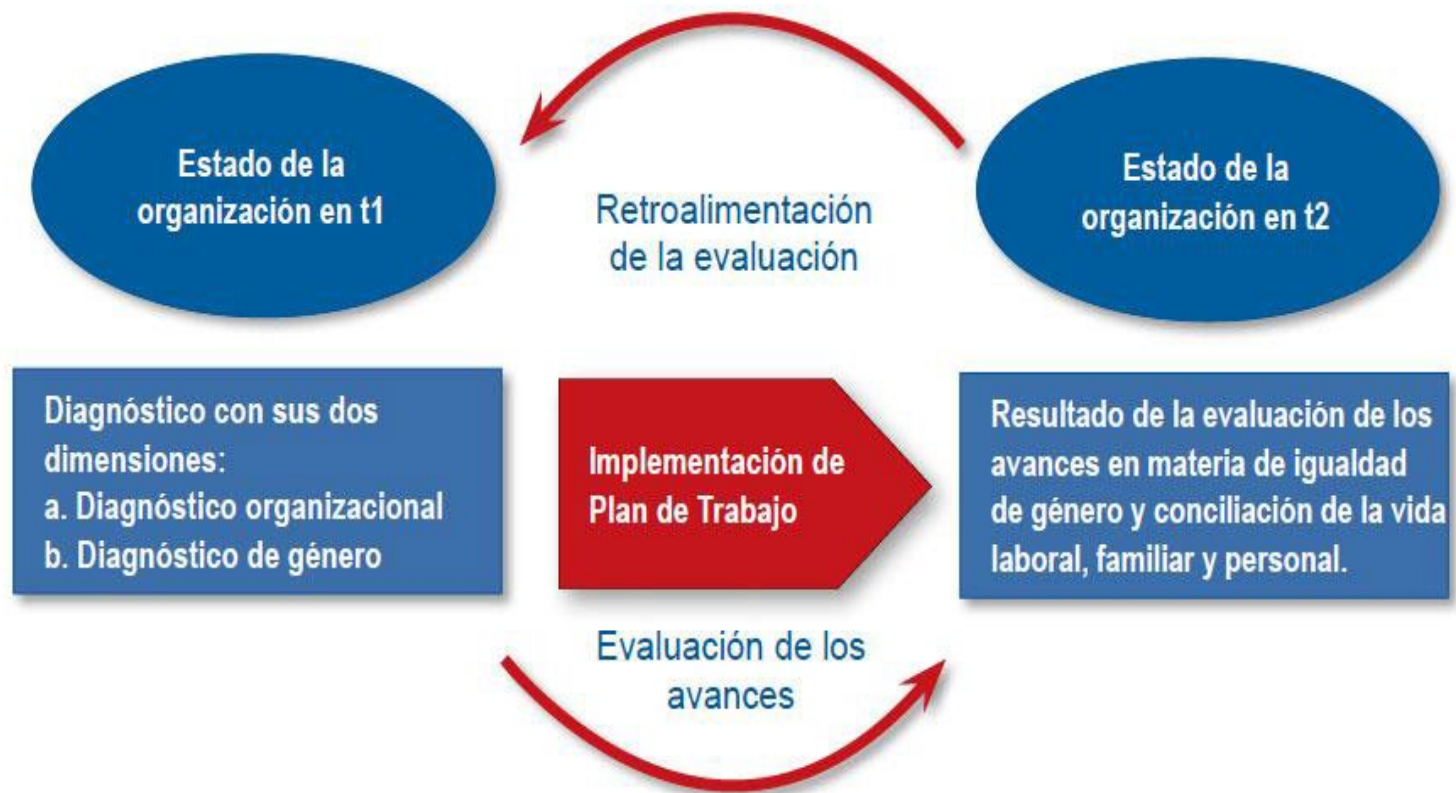 Estado de la
organización en t1
Retroalimentación
de la evaluación
Estado de la
organización en t2
Diagnóstico con sus dos
dimensiones:
a. Diagnóstico organizacional
b. Diagnóstico de género
Implementación de
Plan de Trabajo
Resultado de la evaluación de los
avances en materia de igualdad
de género y conciliación de la vida
laboral, familiar y personal.
Evaluación de los
avances